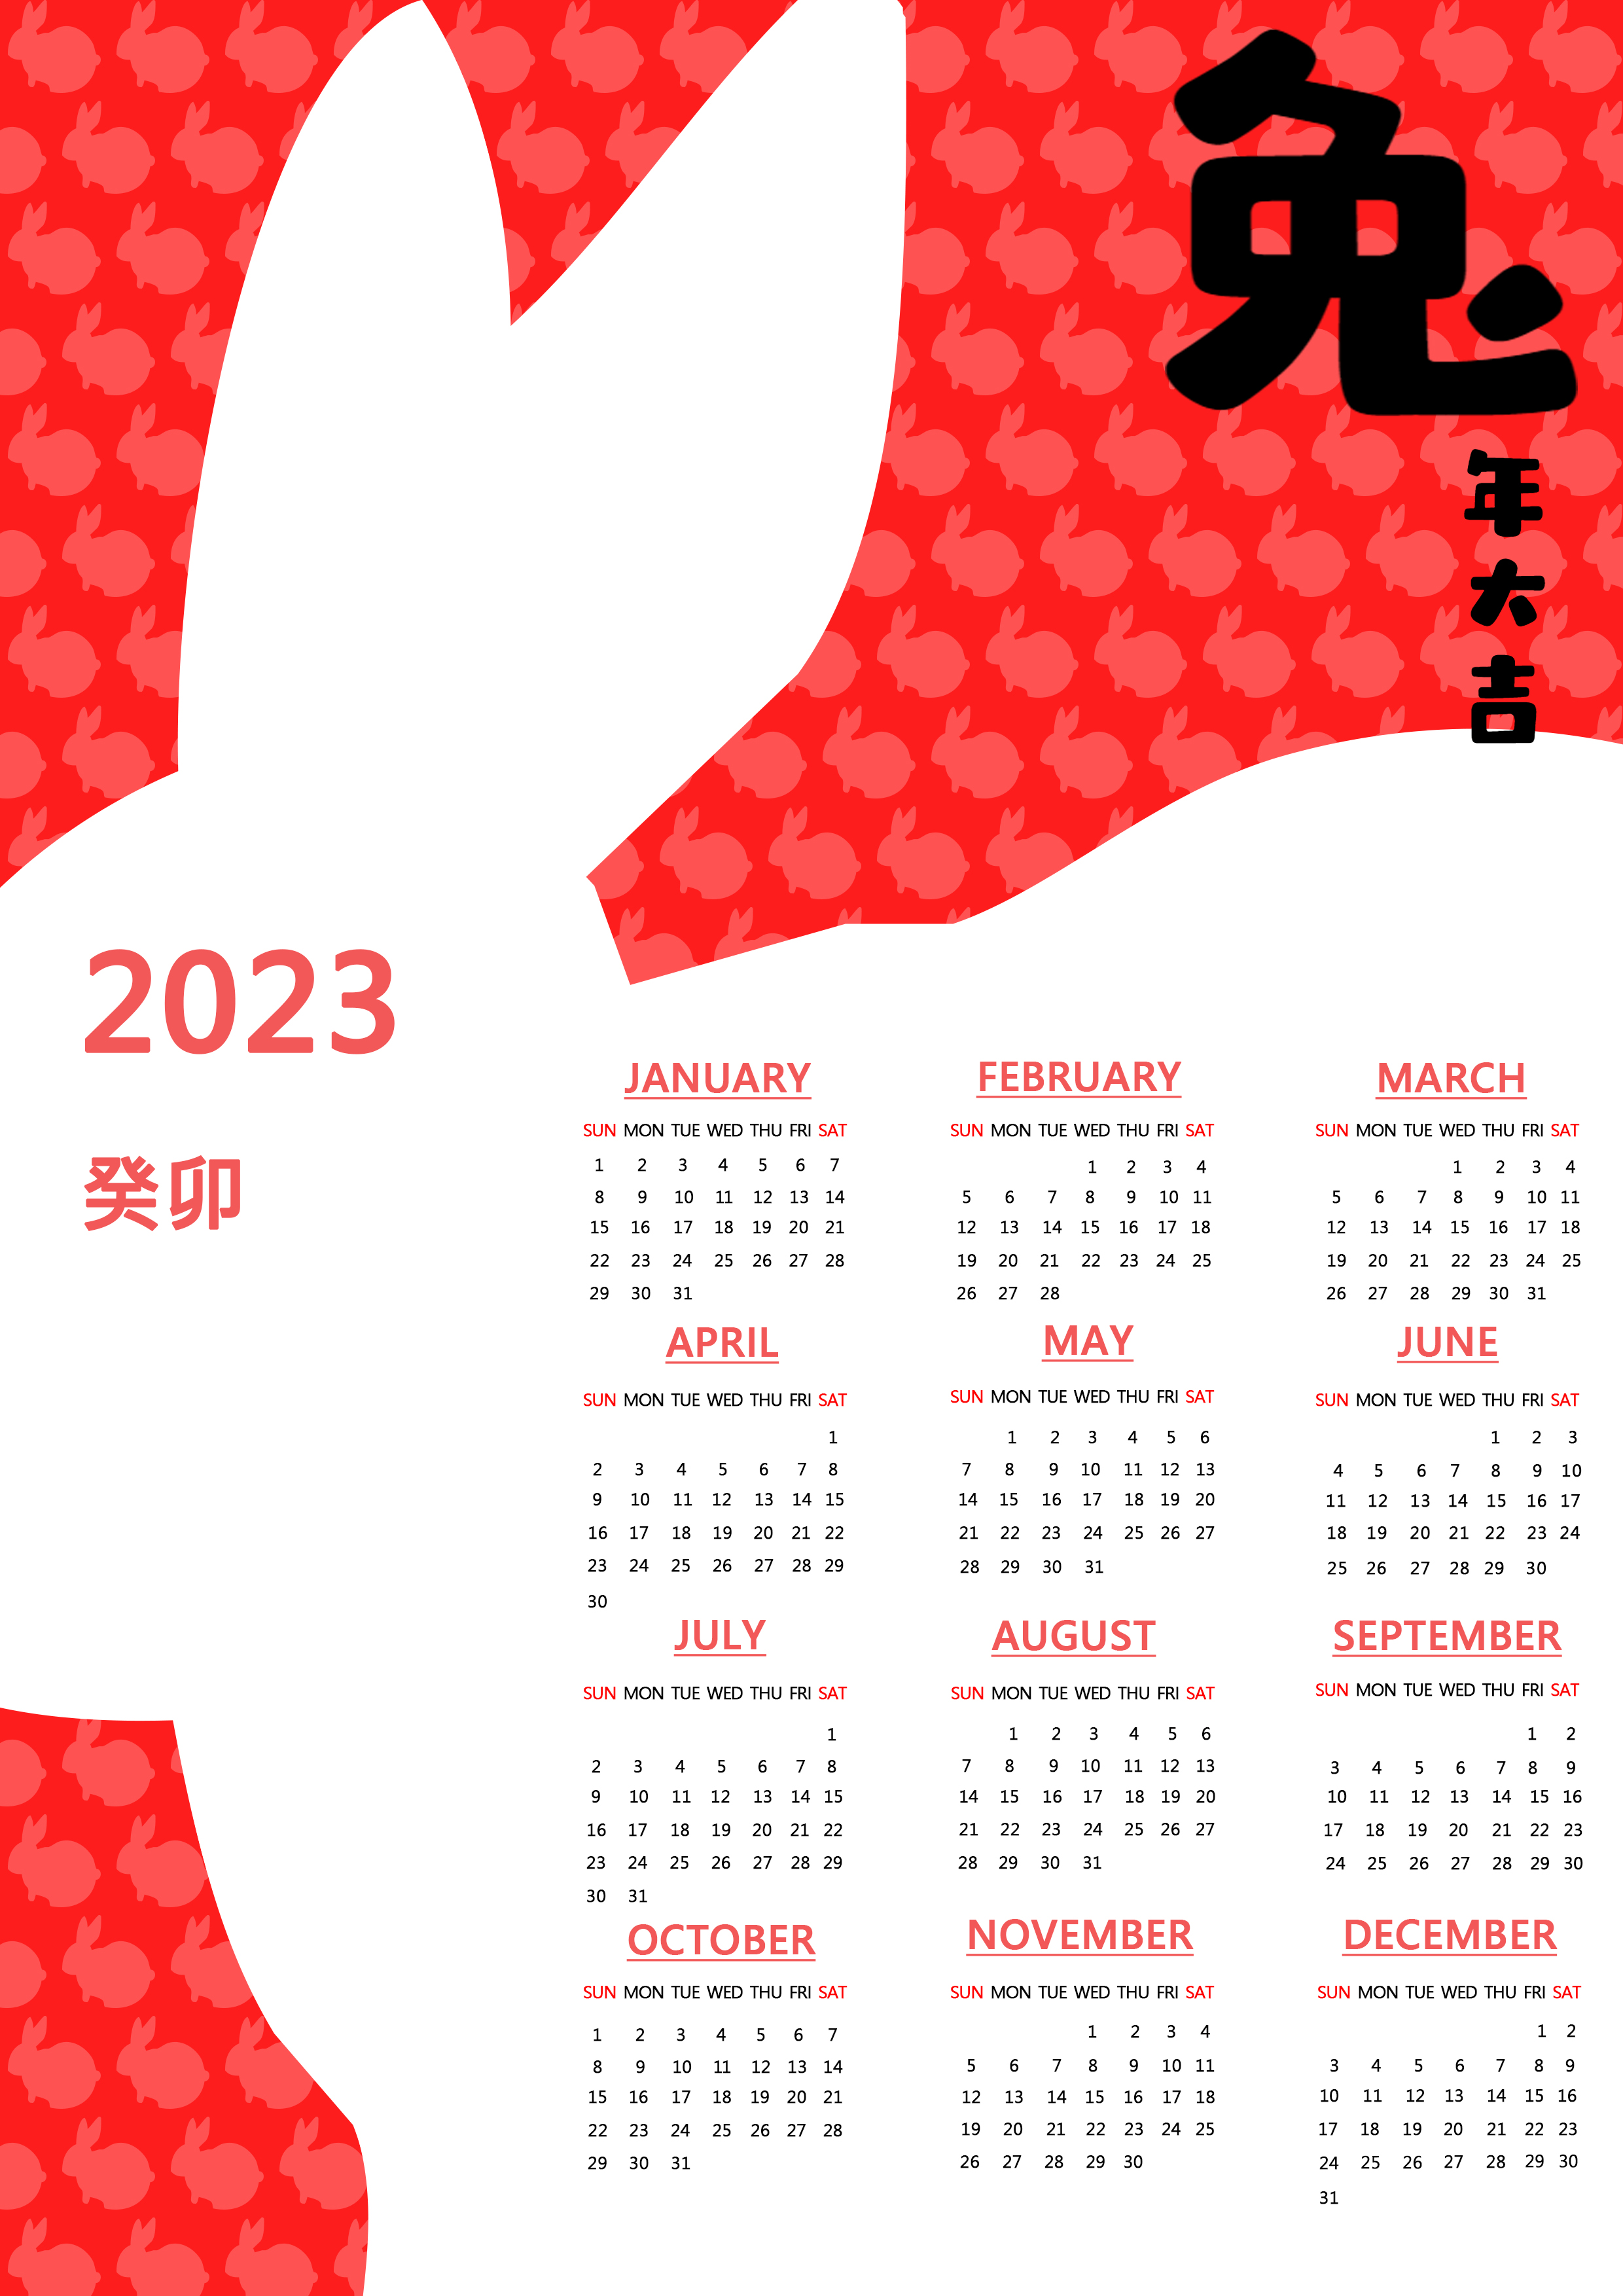 兔
年
大
吉
2023
癸卯
JANUARY
SUN MON TUE WED THU FRI SAT
1 2 3 4 5 6 7
8 9 10 11 12 13 14
15 16 17 18 19 20 21
22 23 24 25 26 27 28
29 30 31
FEBRUARY
SUN MON TUE WED THU FRI SAT
1 2 3 4
5 6 7 8 9 10 11
12 13 14 15 16 17 18
19 20 21 22 23 24 25
26 27 28
MARCH
SUN MON TUE WED THU FRI SAT
1 2 3 4
5 6 7 8 9 10 11
12 13 14 15 16 17 18
19 20 21 22 23 24 25
26 27 28 29 30 31
APRIL
SUN MON TUE WED THU FRI SAT
1
2 3 4 5 6 7 8
9 10 11 12 13 14 15
16 17 18 19 20 21 22
23 24 25 26 27 28 29
30
MAY
SUN MON TUE WED THU FRI SAT
1 2 3 4 5 6
7 8 9 10 11 12 13
14 15 16 17 18 19 20
21 22 23 24 25 26 27
28 29 30 31
JUNE
SUN MON TUE WED THU FRI SAT
1 2 3
4 5 6 7 8 9 10
11 12 13 14 15 16 17
18 19 20 21 22 23 24
25 26 27 28 29 30
JULY
SUN MON TUE WED THU FRI SAT
1
2 3 4 5 6 7 8
9 10 11 12 13 14 15
16 17 18 19 20 21 22
23 24 25 26 27 28 29
30 31
AUGUST
SUN MON TUE WED THU FRI SAT
1 2 3 4 5 6
7 8 9 10 11 12 13
14 15 16 17 18 19 20
21 22 23 24 25 26 27
28 29 30 31
SEPTEMBER
SUN MON TUE WED THU FRI SAT
1 2
3 4 5 6 7 8 9
10 11 12 13 14 15 16
17 18 19 20 21 22 23
24 25 26 27 28 29 30
OCTOBER
SUN MON TUE WED THU FRI SAT
1 2 3 4 5 6 7
8 9 10 11 12 13 14
15 16 17 18 19 20 21
22 23 24 25 26 27 28
29 30 31
NOVEMBER
SUN MON TUE WED THU FRI SAT
1 2 3 4
5 6 7 8 9 10 11
12 13 14 15 16 17 18
19 20 21 22 23 24 25
26 27 28 29 30
DECEMBER
SUN MON TUE WED THU FRI SAT
1 2
3 4 5 6 7 8 9
10 11 12 13 14 15 16
17 18 19 20 21 22 23
24 25 26 27 28 29 30
31